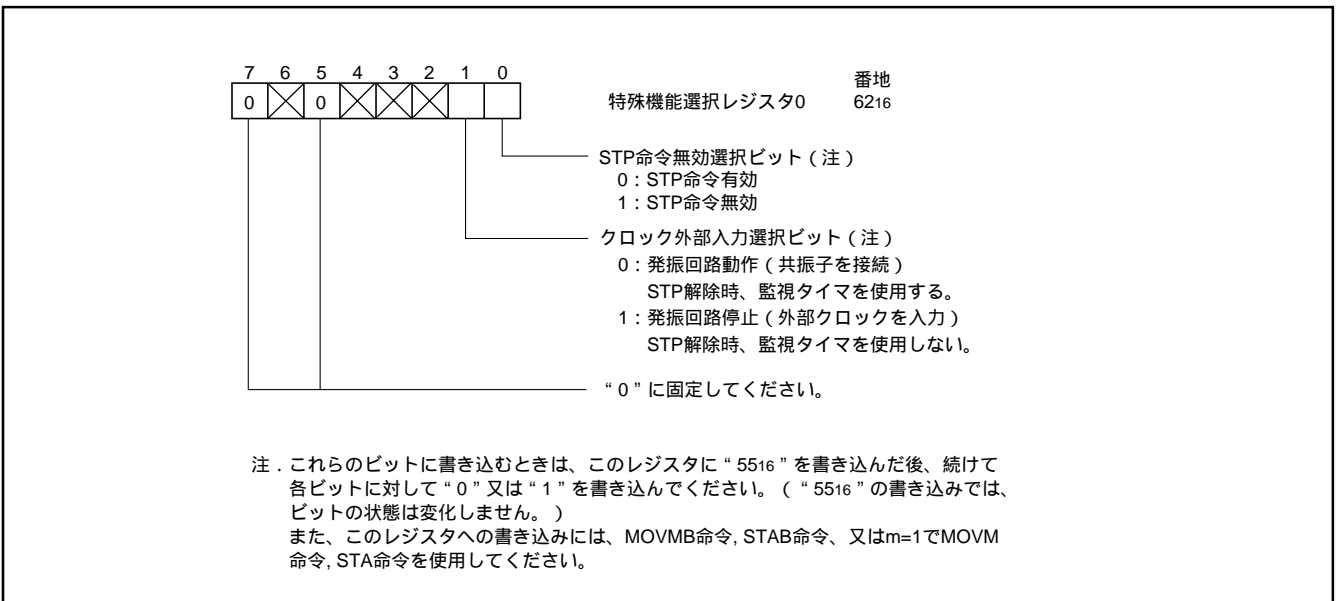 7 6 5 4 3 2 1 0
番地
0 0
特殊機能選択レジスタ0 6216
STP命令無効選択ビット（注）
0：STP命令有効
1：STP命令無効
クロック外部入力選択ビット（注）
0：発振回路動作（共振子を接続）
STP解除時、監視タイマを使用する。
1：発振回路停止（外部クロックを入力）
STP解除時、監視タイマを使用しない。
“0”に固定してください。
注．これらのビットに書き込むときは、このレジスタに“5516”を書き込んだ後、続けて
各ビットに対して“0”又は“1”を書き込んでください。（“5516”の書き込みでは、
ビットの状態は変化しません。）
また、このレジスタへの書き込みには、MOVMB命令, STAB命令、又はm=1でMOVM
命令, STA命令を使用してください。